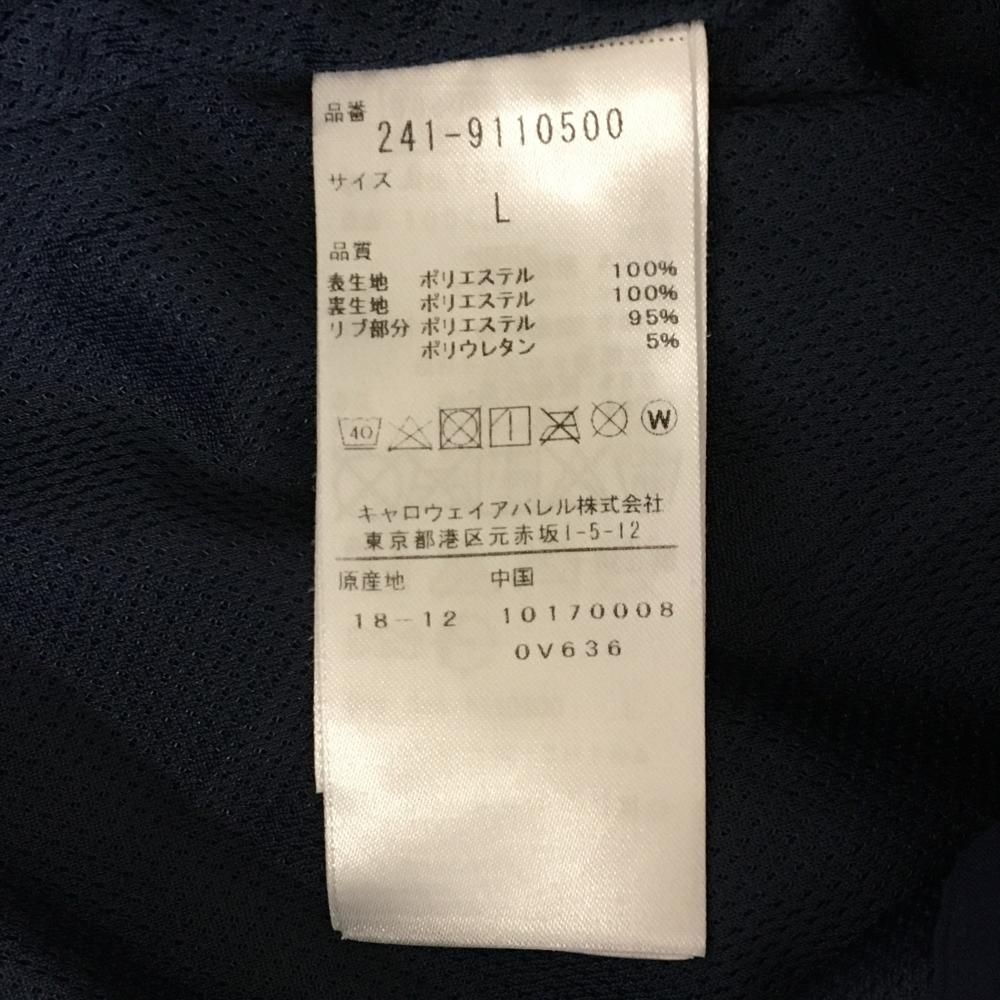 品番
241-9110500
サイズ
L
品質
表生地 ポリエステル 100%
裏生地 ポリエステル 100%
リブ部分 ポリエステル 95%
ポリウレタン 5%
40 W
キャロウェイアパレル株式会社
東京都港区元赤坂1-5-12
原産地 中国
18-12 10170008
0V636